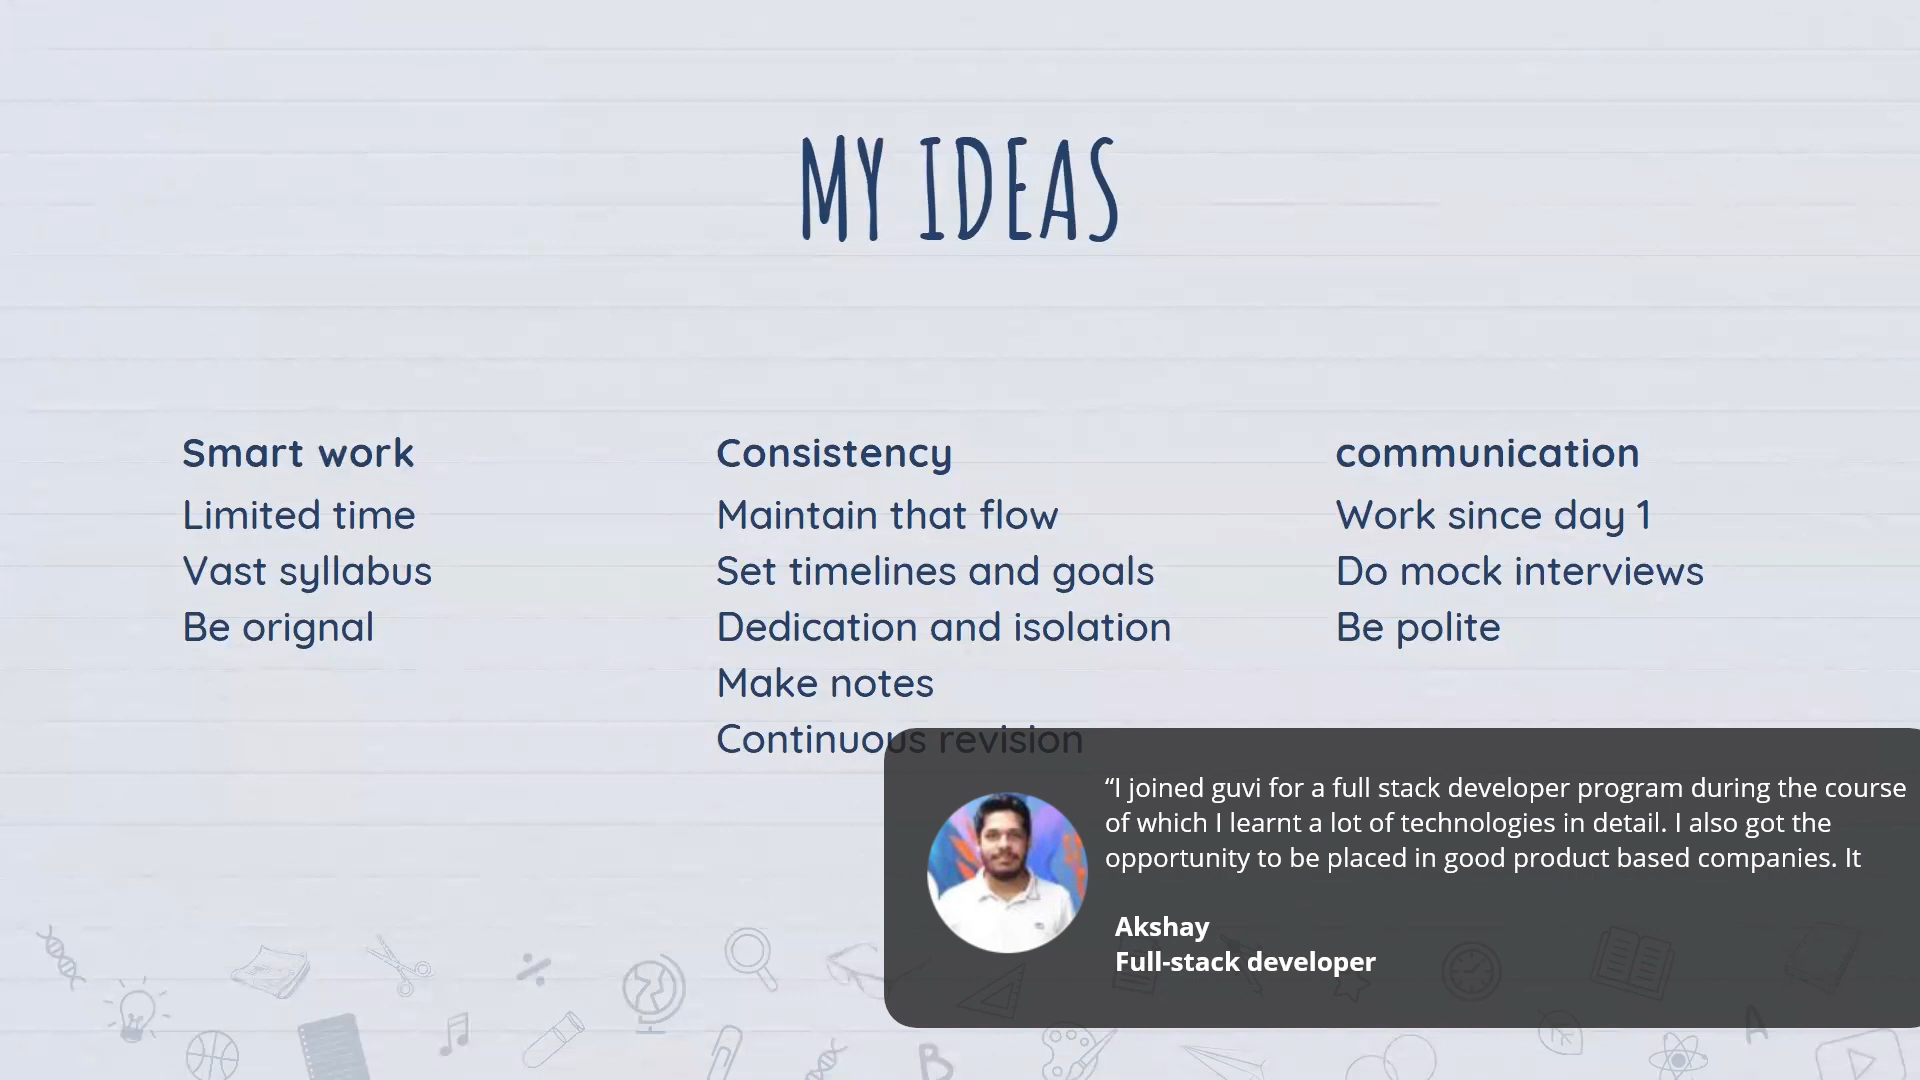 MY IDEAS
Smart work
Limited time
Vast syllabus
Be orignal
Consistency
Maintain that flow
Set timelines and goals
Dedication and isolation
Make notes
Continuous revision
communication
Work since day 1
Do mock interviews
Be polite
“I joined guvi for a full stack developer program during the course
of which I learnt a lot of technologies in detail. I also got the
opportunity to be placed in good product based companies. It
Akshay
Full-stack developer